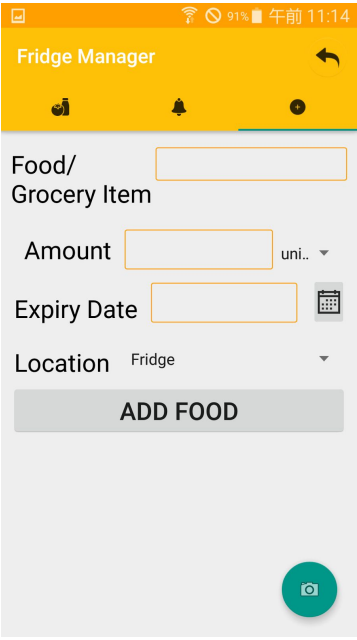 91% 午前 11:14
Fridge Manager
Food/
Grocery Item
Amount
uni..
Expiry Date
Location Fridge
ADD FOOD